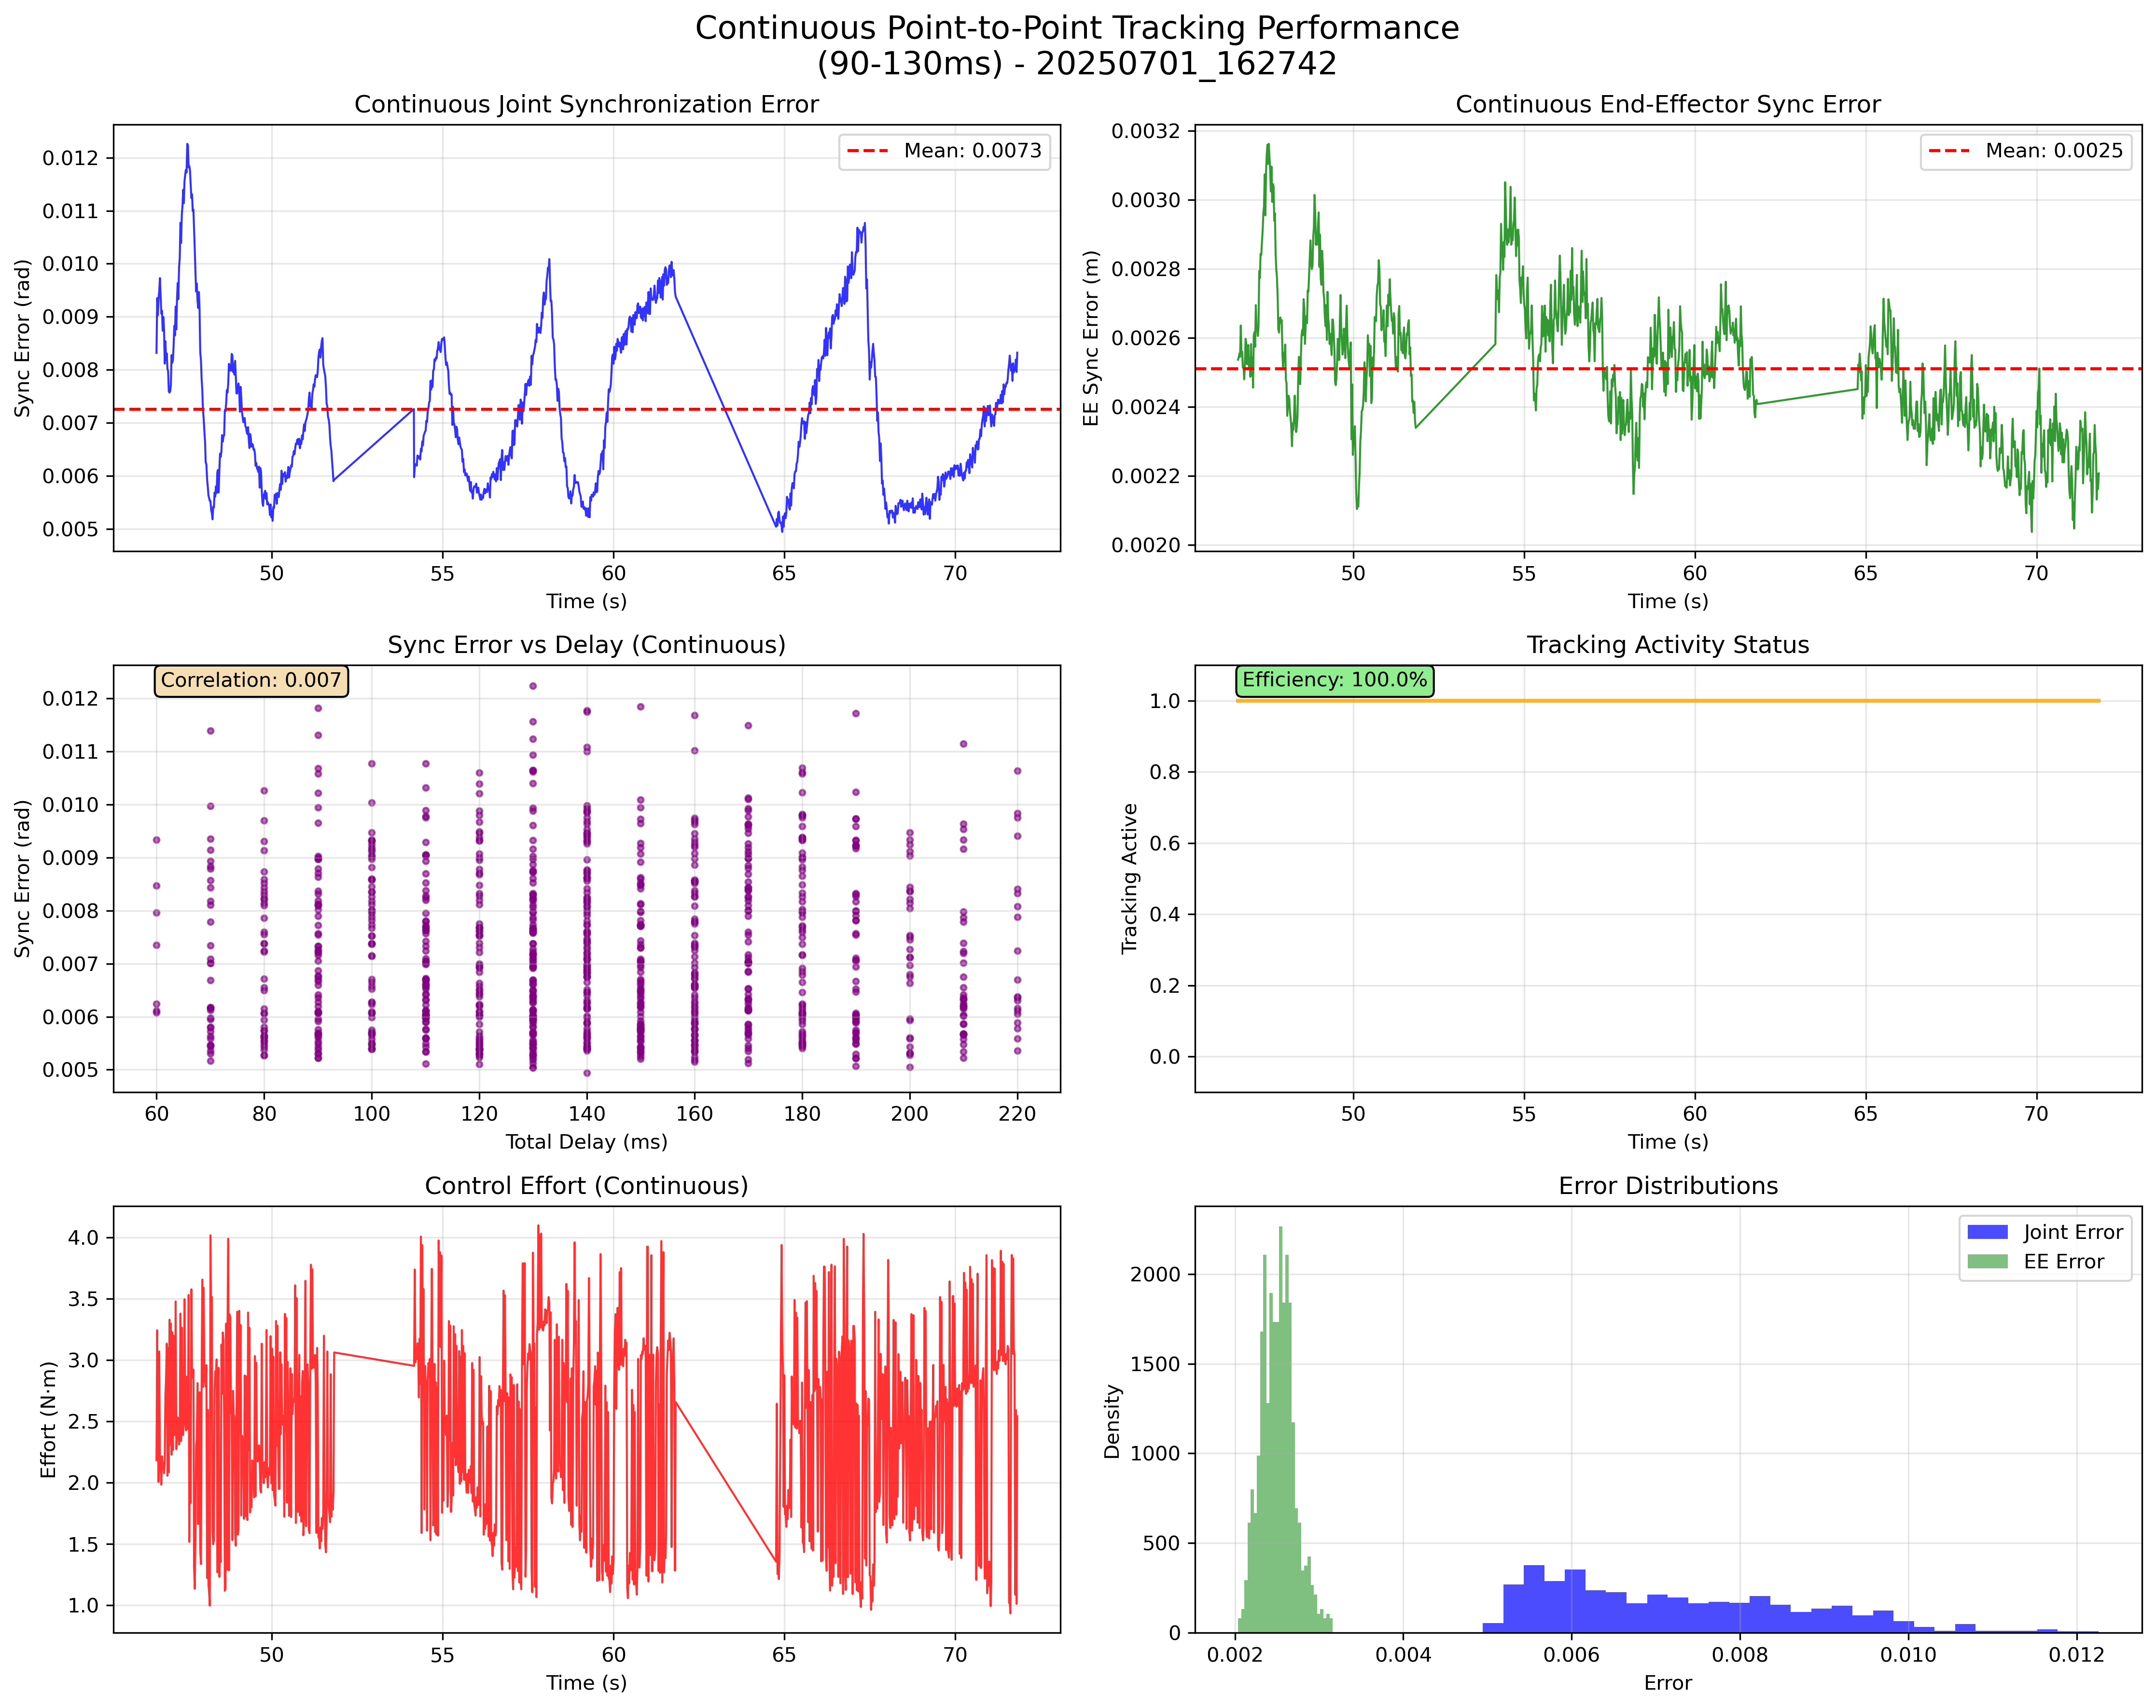 Continuous Point-to-Point Tracking Performance
(90-130ms) - 20250701_162742
Continuous Joint Synchronization Error
Sync Error (rad)
0.012
0.011
0.010
0.009
0.008
0.007
0.006
0.005
Mean: 0.0073
50 55 60 65 70
Time (s)
Continuous End-Effector Sync Error
EE Sync Error (m)
0.0032
0.0030
0.0028
0.0026
0.0024
0.0022
0.0020
Mean: 0.0025
50 55 60 65 70
Time (s)
Sync Error vs Delay (Continuous)
Sync Error (rad)
Correlation: 0.007
0.012
0.011
0.010
0.009
0.008
0.007
0.006
0.005
60 80 100 120 140 160 180 200 220
Total Delay (ms)
Tracking Activity Status
Tracking Active
Efficiency: 100.0%
1.0
0.8
0.6
0.4
0.2
0.0
50 55 60 65 70
Time (s)
Control Effort (Continuous)
Effort (N·m)
4.0
3.5
3.0
2.5
2.0
1.5
1.0
50 55 60 65 70
Time (s)
Error Distributions
Density
Joint Error
EE Error
2000
1500
1000
500
0
0.002 0.004 0.006 0.008 0.010 0.012
Error